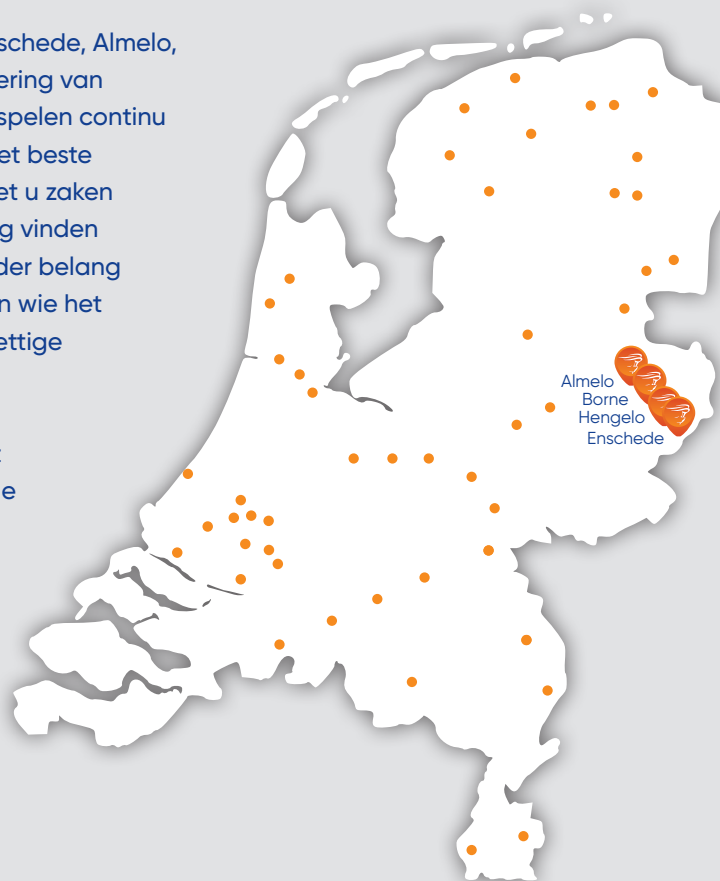 schede, Almelo,
ering van
spelen continu
et beste
et u zaken
g vinden
der belang
n wie het
ettige
e
Almelo
Borne
Hengelo
Enschede